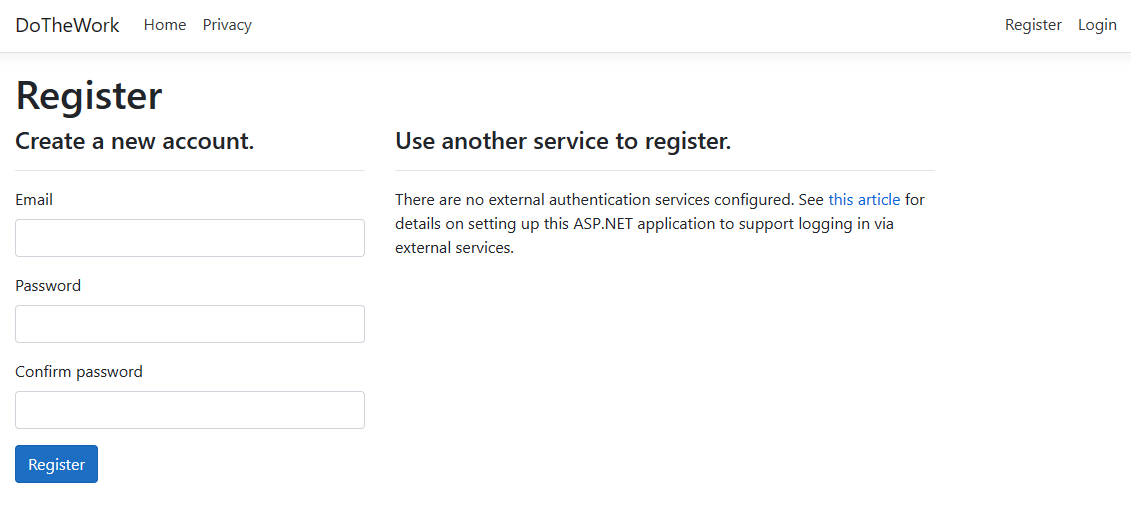 DoTheWork Home Privacy Register Login
Register
Create a new account.
Email
Password
Confirm password
Register
Use another service to register.
There are no external authentication services configured. See this article for
details on setting up this ASP.NET application to support logging in via
external services.